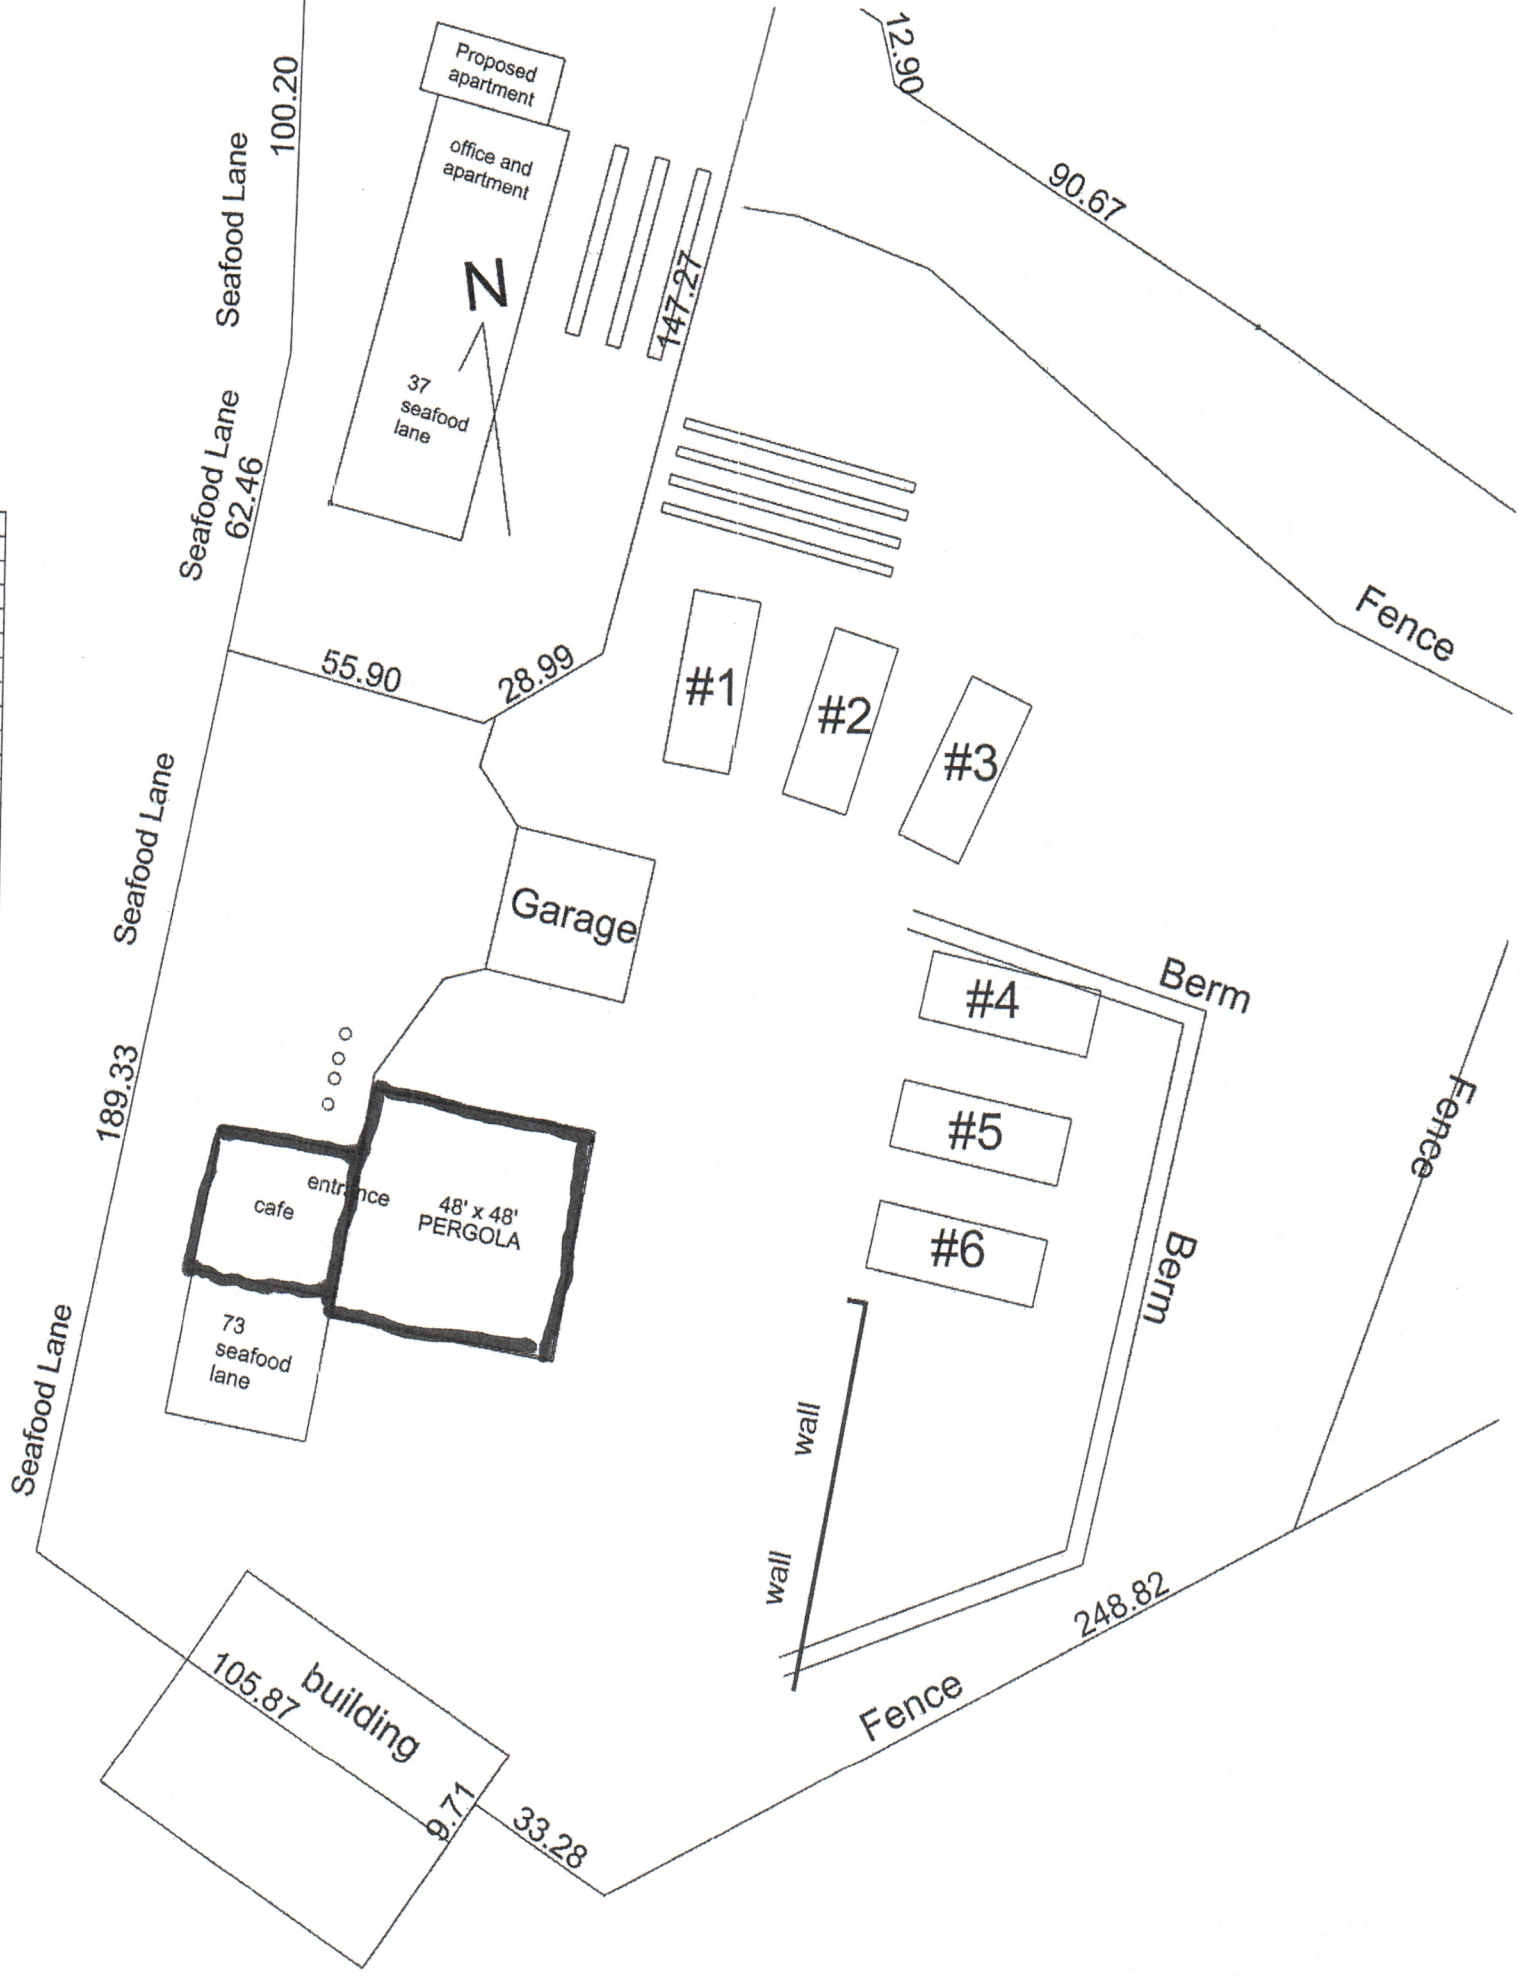 12.90
100.20
Proposed
apartment
office and
apartment
Seafood Lane
90.67
N
147.27
37
seafood
lane
Seafood Lane
62.46
Fence
55.90
28.99
#1
#2
#3
Seafood Lane
Garage
Berm
#4
189.33
Fence
#5
entrance
cafe
48' x 48'
PERGOLA
#6
Berm
73
seafood
lane
Seafood Lane
wall
wall
248.82
Fence
105.87
building
9.71
33.28